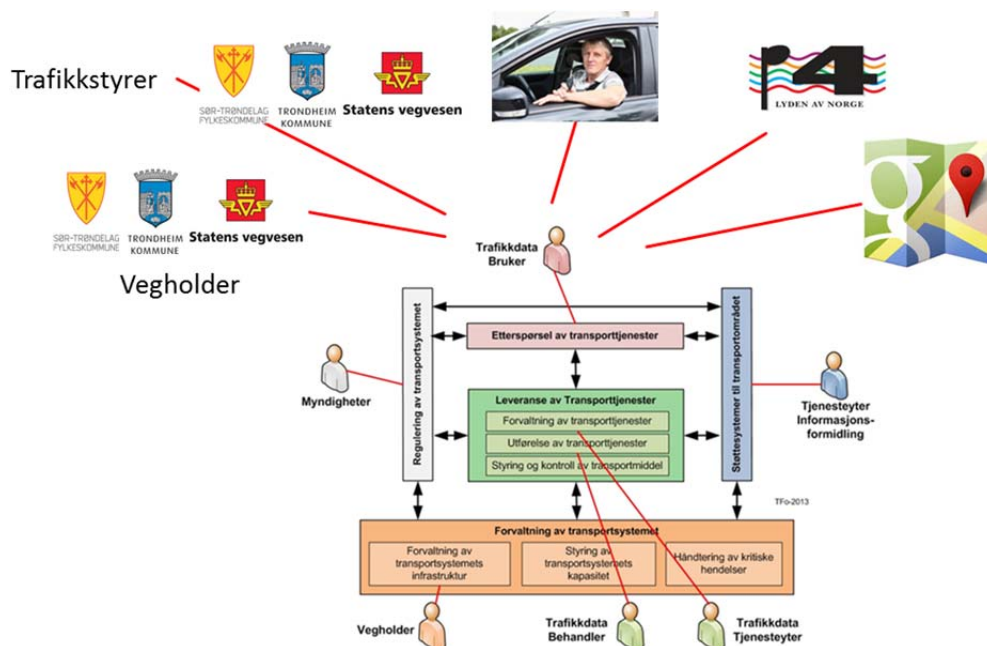 Trafikkstyrer
SØR-TRØNDELAG
FYLKESKOMMUNE
TRONDHEIM
KOMMUNE
Statens vegvesen
P4
LYDEN AV NORGE
g
SØR-TRØNDELAG
FYLKESKOMMUNE
TRONDHEIM
KOMMUNE
Statens vegvesen
Vegholder
Trafikkdata
Bruker
Regulering av transportsystemet
Etterspørsel av transporttjenester
Støttesystemer til transportområdet
Myndigheter
Leveranse av Transporttjenester
Forvaltning av transporttjenester
Utførelse av transporttjenester
Styring og kontroll av transportmiddel
Tjenesteyter
Informasjons-
formidling
TFo-2013
Forvaltning av transportsystemet
Forvaltning av
transportsystemets
infrastruktur
Styring av
transportsystemets
kapasitet
Håndtering av kritiske
hendelser
Vegholder
Trafikkdata
Behandler
Trafikkdata
Tjenesteyter